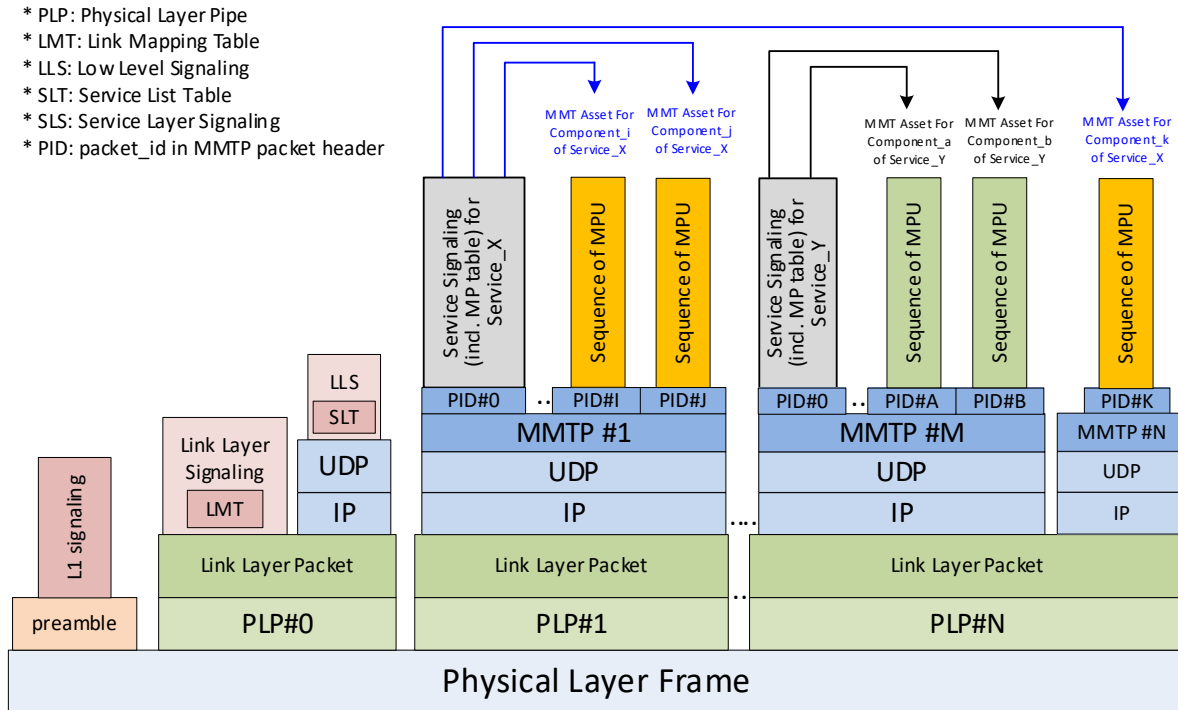 * PLP: Physical Layer Pipe
* LMT: Link Mapping Table
* LLS: Low Level Signaling
* SLT: Service List Table
* SLS: Service Layer Signaling
* PID: packet_id in MMTP packet header
MMT Asset For
Component_i
of Service_X
MMT Asset For
Component_j
of Service_X
MMT Asset For
Component_a
of Service_Y
MMT Asset For
Component_b
of Service_Y
MMT Asset For
Component_k
of Service_X
Service Signaling
(incl. MP table) for
Service_X
Sequence of MPU
Sequence of MPU
Service Signaling
(incl. MP table) for
Service_Y
Sequence of MPU
Sequence of MPU
Sequence of MPU
LLS
SLT
PID#0
..
PID#I
PID#J
PID#0
..
PID#A
PID#B
PID#K
MMTP #1
MMTP #M
MMTP #N
Link Layer
Signaling
LMT
UDP
UDP
UDP
UDP
IP
IP
....
IP
IP
L1 signaling
Link Layer Packet
Link Layer Packet
Link Layer Packet
..
preamble
PLP#0
PLP#1
PLP#N
Physical Layer Frame